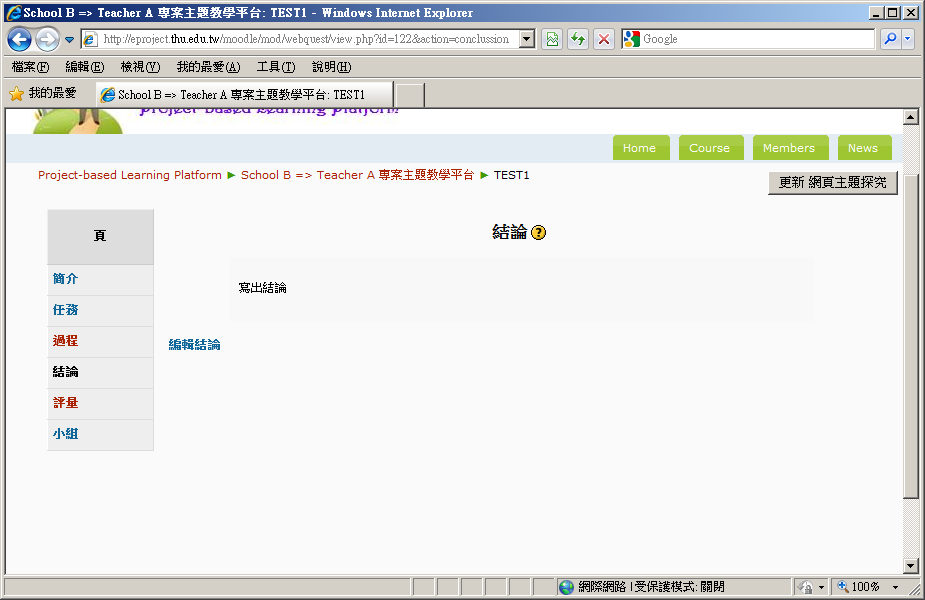 School B => Teacher A 專案主題教學平台: TEST1 - Windows Internet Explorer
http://eproject.thu.edu.tw/moodle/mod/webquest/view.php?id=122&action=conclussion
Google
檔案(F) 編輯(E) 檢視(V) 我的最愛(A) 工具(T) 說明(H)
我的最愛
School B => Teacher A 專案主題教學平台: TEST1
Project-based Learning Platform
Home Course Members News
Project-based Learning Platform ► School B => Teacher A 專案主題教學平台 ► TEST1
更新 網頁主題探究
頁
結論
簡介
寫出結論
任務
過程
編輯結論
結論
評量
小組
網際網路 | 受保護模式: 關閉
100%